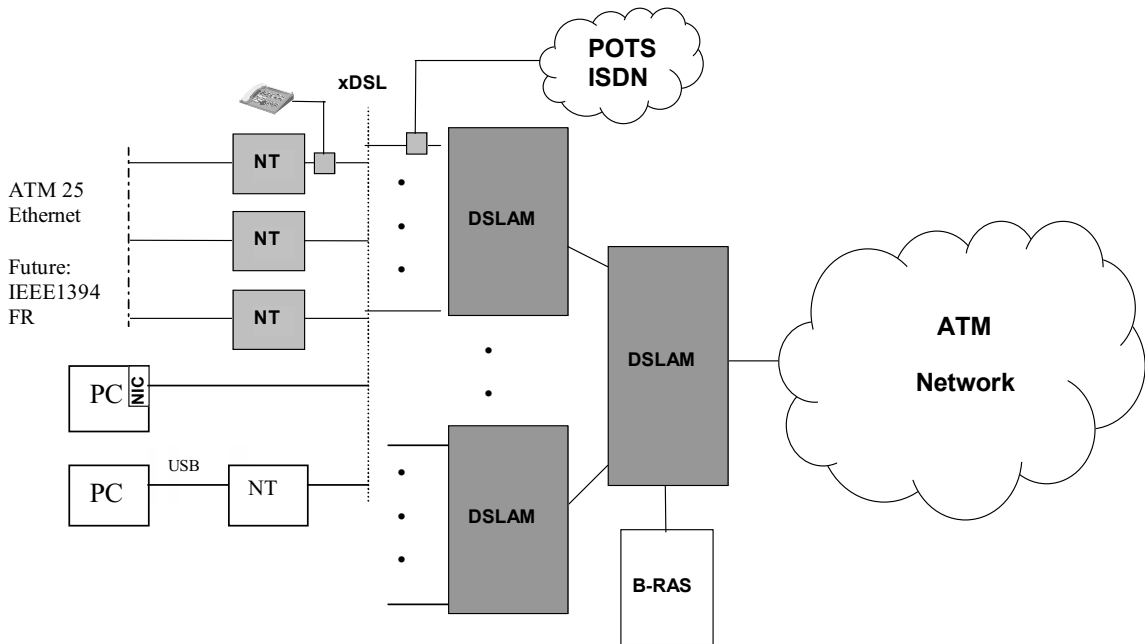 POTS
ISDN
xDSL
NT
ATM 25
Ethernet
NT
DSLAM
Future:
IEEE1394
FR
NT
ATM
Network
DSLAM
PC
NIC
USB
PC
NT
DSLAM
B-RAS